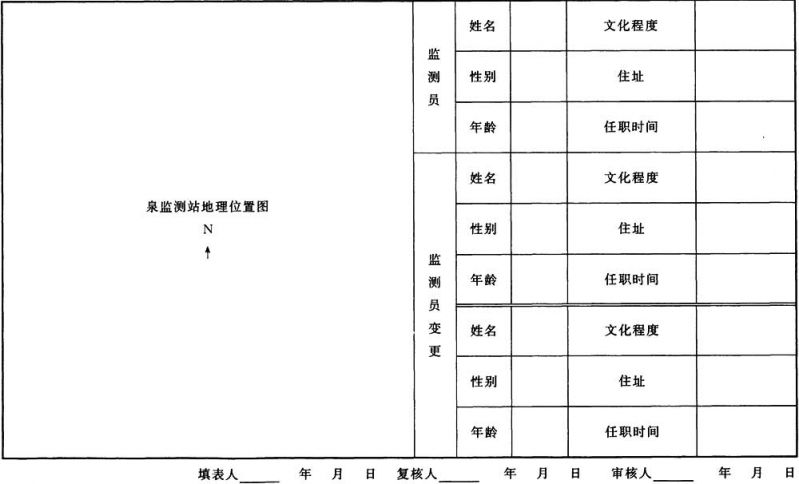 泉监测站地理位置图
N
↑
监测员
姓名 文化程度
性别 住址
年龄 任职时间
监测员变更
姓名 文化程度
性别 住址
年龄 任职时间
姓名 文化程度
性别 住址
年龄 任职时间
填表人_____ 年 月 日 复核人_____ 年 月 日 审核人_____ 年 月 日